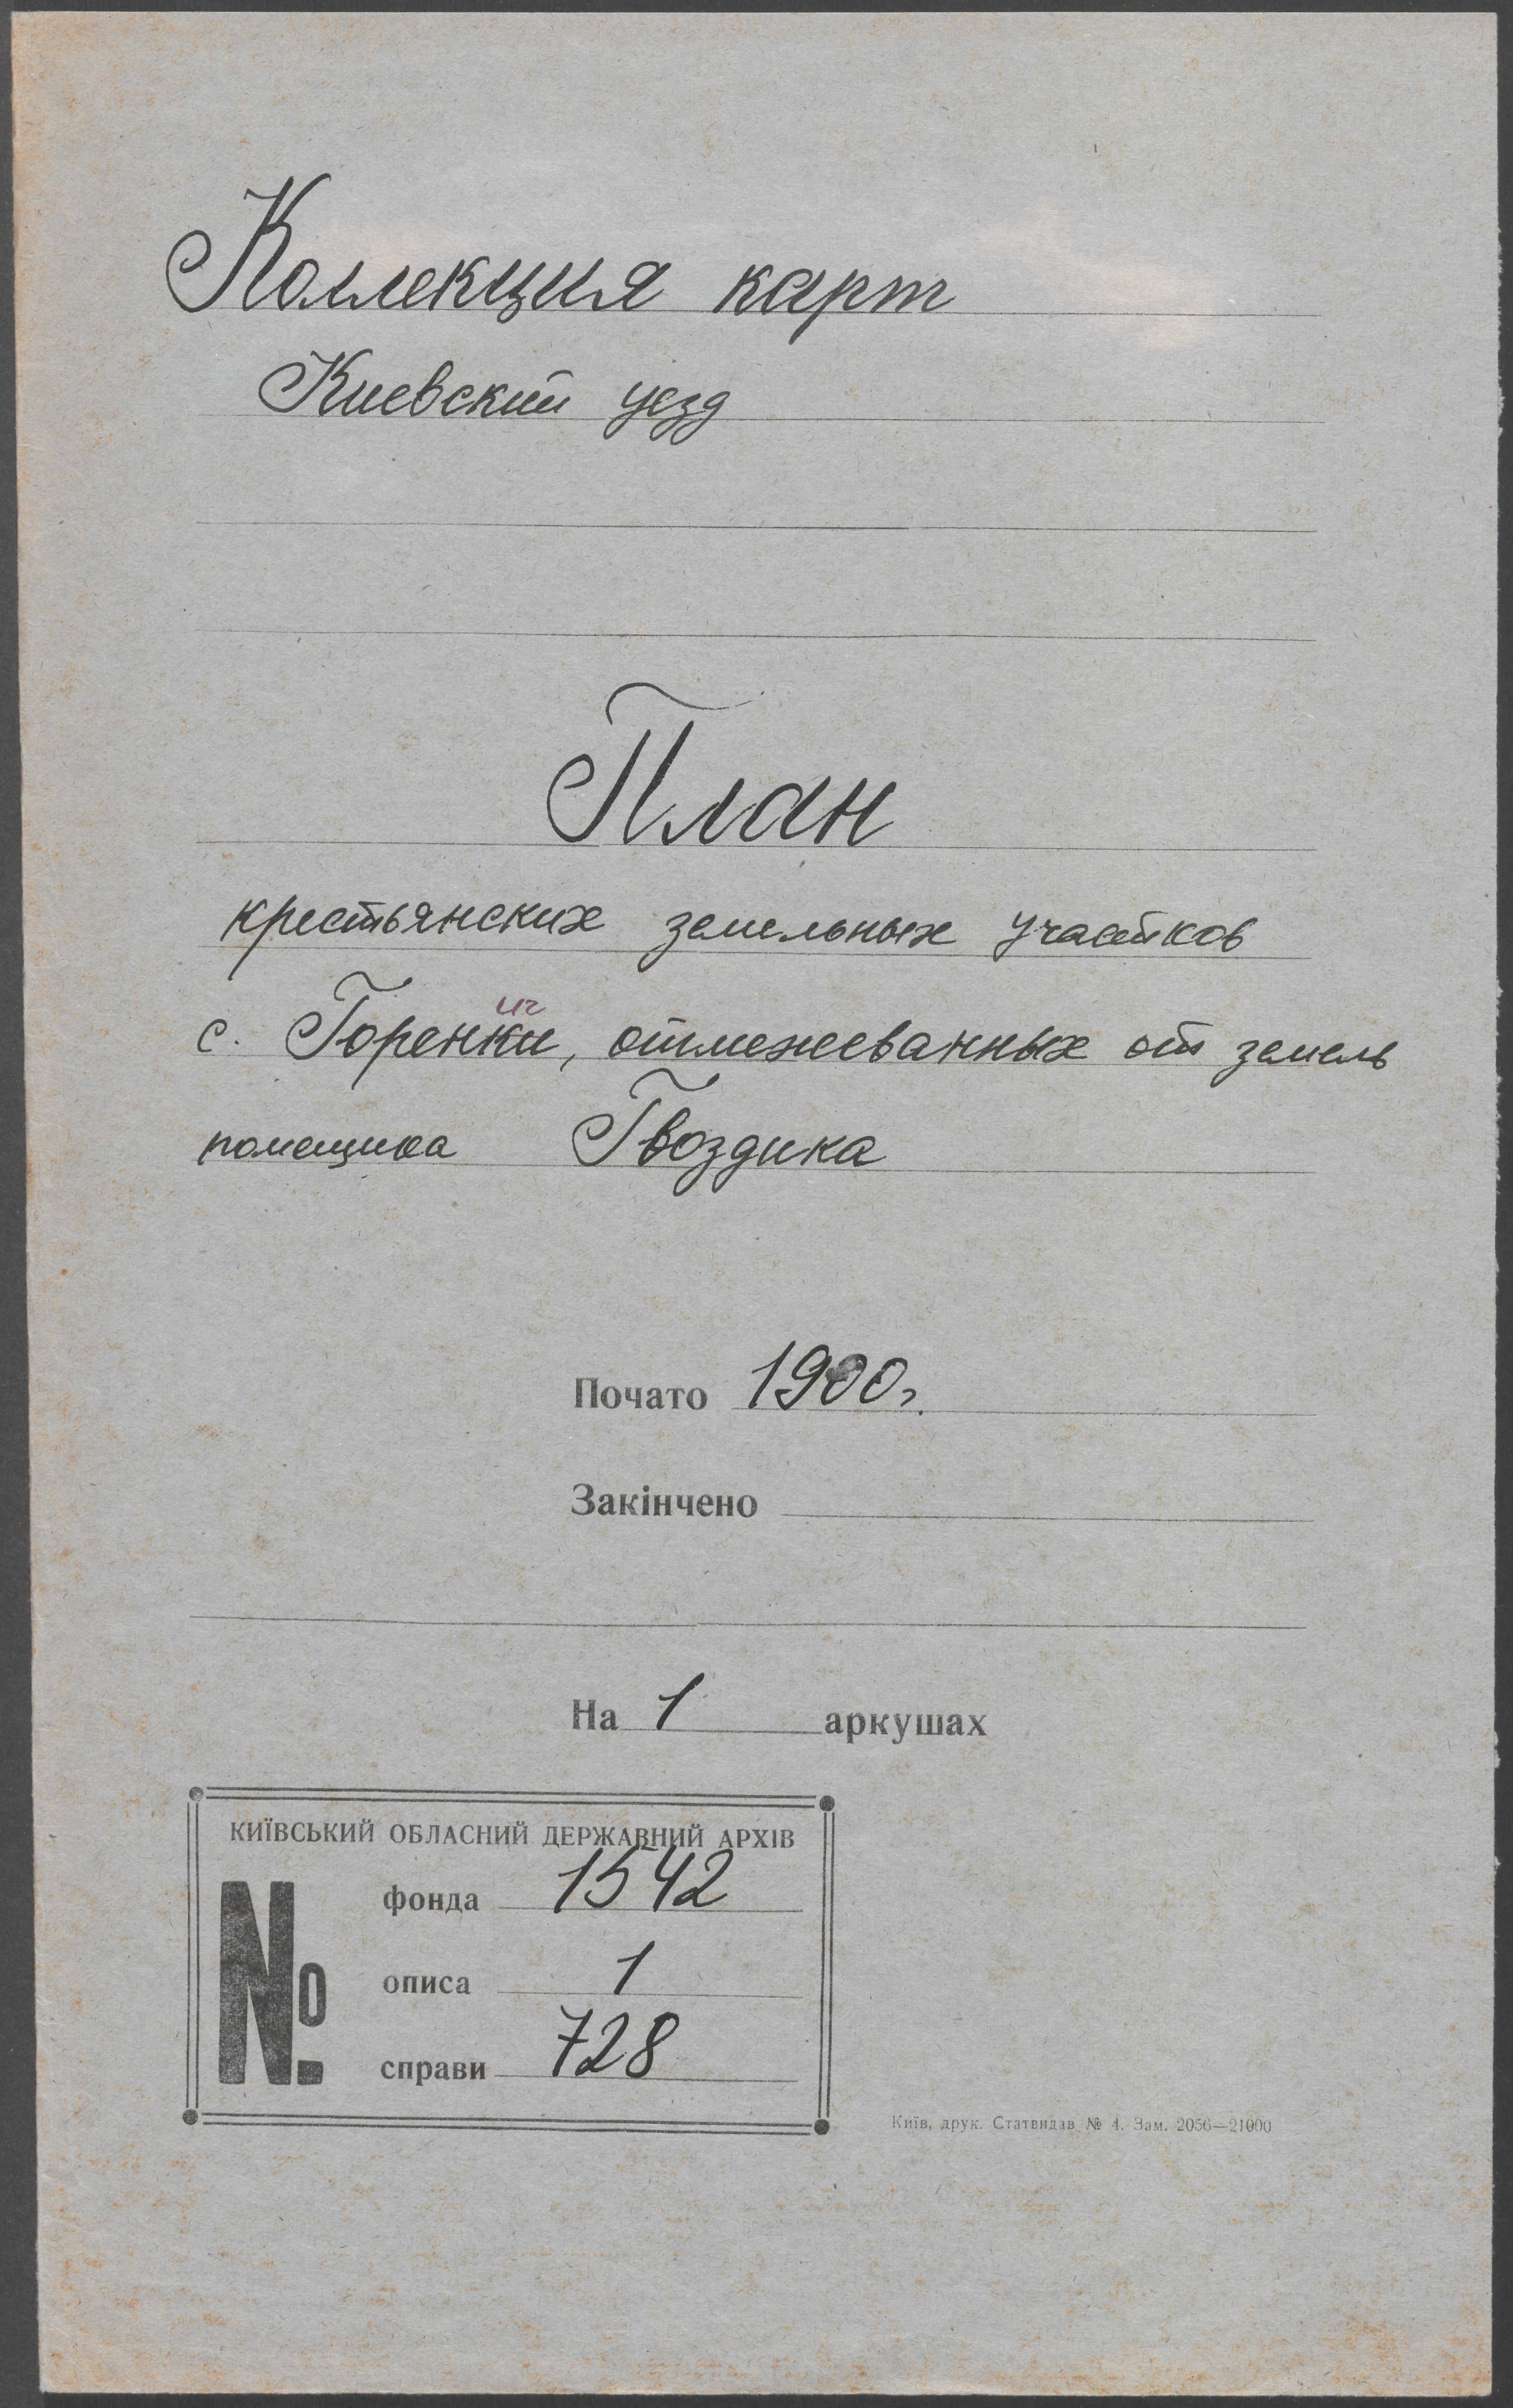 Коллекция карт
Киевский уезд
План
крестьянских земельных участков
с. Горенки, отмежеванных от земель
помещика Гвоздика
Почато 1900г.
Закінчено
На 1 аркушах
КИЇВСЬКИЙ ОБЛАСНИЙ ДЕРЖАВНИЙ АРХІВ
№ фонда 1542
описа 1
справи 728
Київ, друк. Статвидав № 4. Зам. 2056—21000